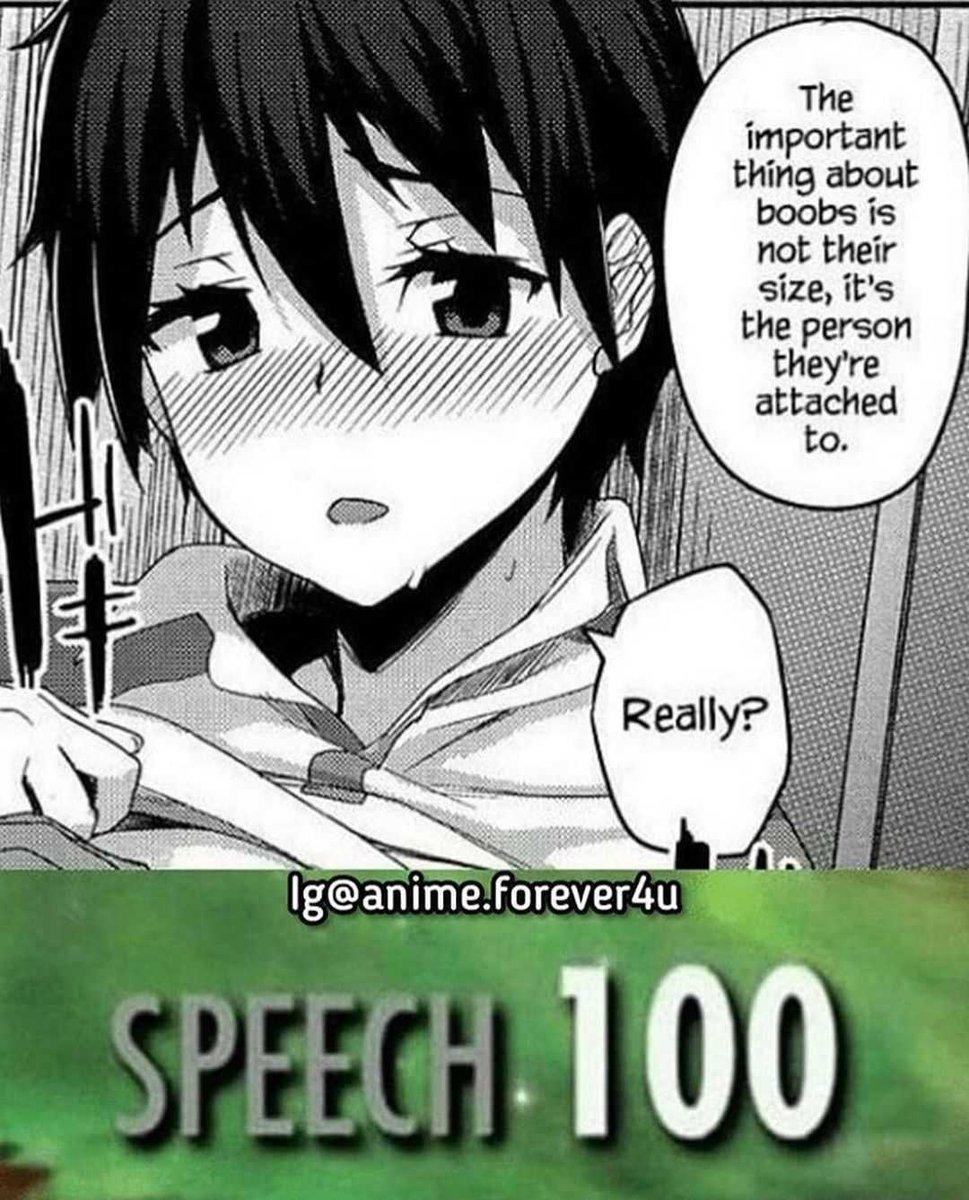 The
important
thing about
boobs is
not their
size, it's
the person
they're
attached
to.
Really?
Ig@anime.forever4u
SPEECH 100